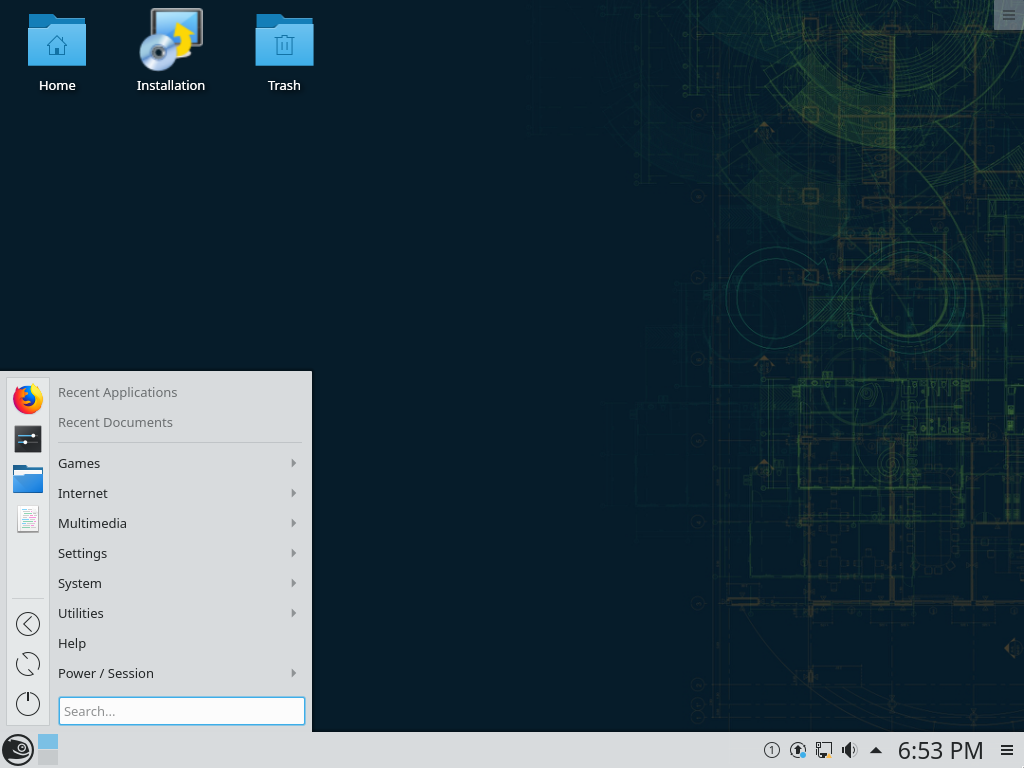 Home
Installation
Trash
Recent Applications
Recent Documents
Games
Internet
Multimedia
Settings
System
Utilities
Help
Power / Session
Search...
1
6:53 PM